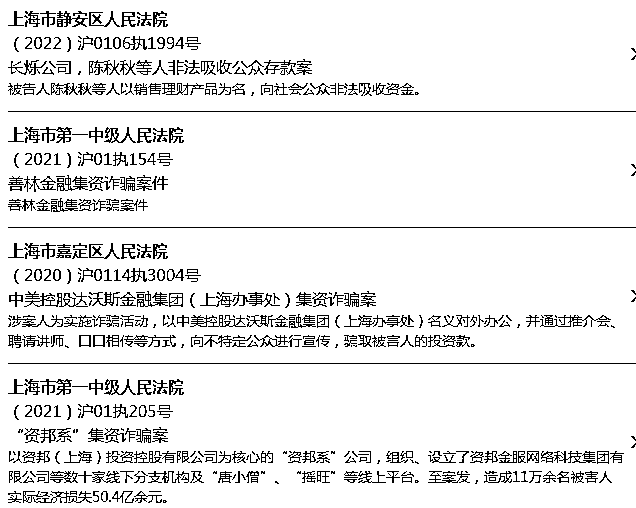 上海市静安区人民法院
（2022）沪0106执1994号
长烁公司，陈秋秋等人非法吸收公众存款案
被告人陈秋秋等人以销售理财产品为名，向社会公众非法吸收资金。
上海市第一中级人民法院
（2021）沪01执154号
善林金融集资诈骗案件
善林金融集资诈骗案件
上海市嘉定区人民法院
（2020）沪0114执3004号
中美控股达沃斯金融集团（上海办事处）集资诈骗案
涉案人为实施诈骗活动，以中美控股达沃斯金融集团（上海办事处）名义对外办公，并通过推介会、
聘请讲师、口口相传等方式，向不特定公众进行宣传，骗取被害人的投资款。
上海市第一中级人民法院
（2021）沪01执205号
“资邦系”集资诈骗案
以资邦（上海）投资控股有限公司为核心的“资邦系”公司，组织、设立了资邦金服网络科技集团有
限公司等数十家线下分支机构及“唐小僧”、“摇旺”等线上平台。至案发，造成11万余名被害人
实际经济损失50.4亿余元。